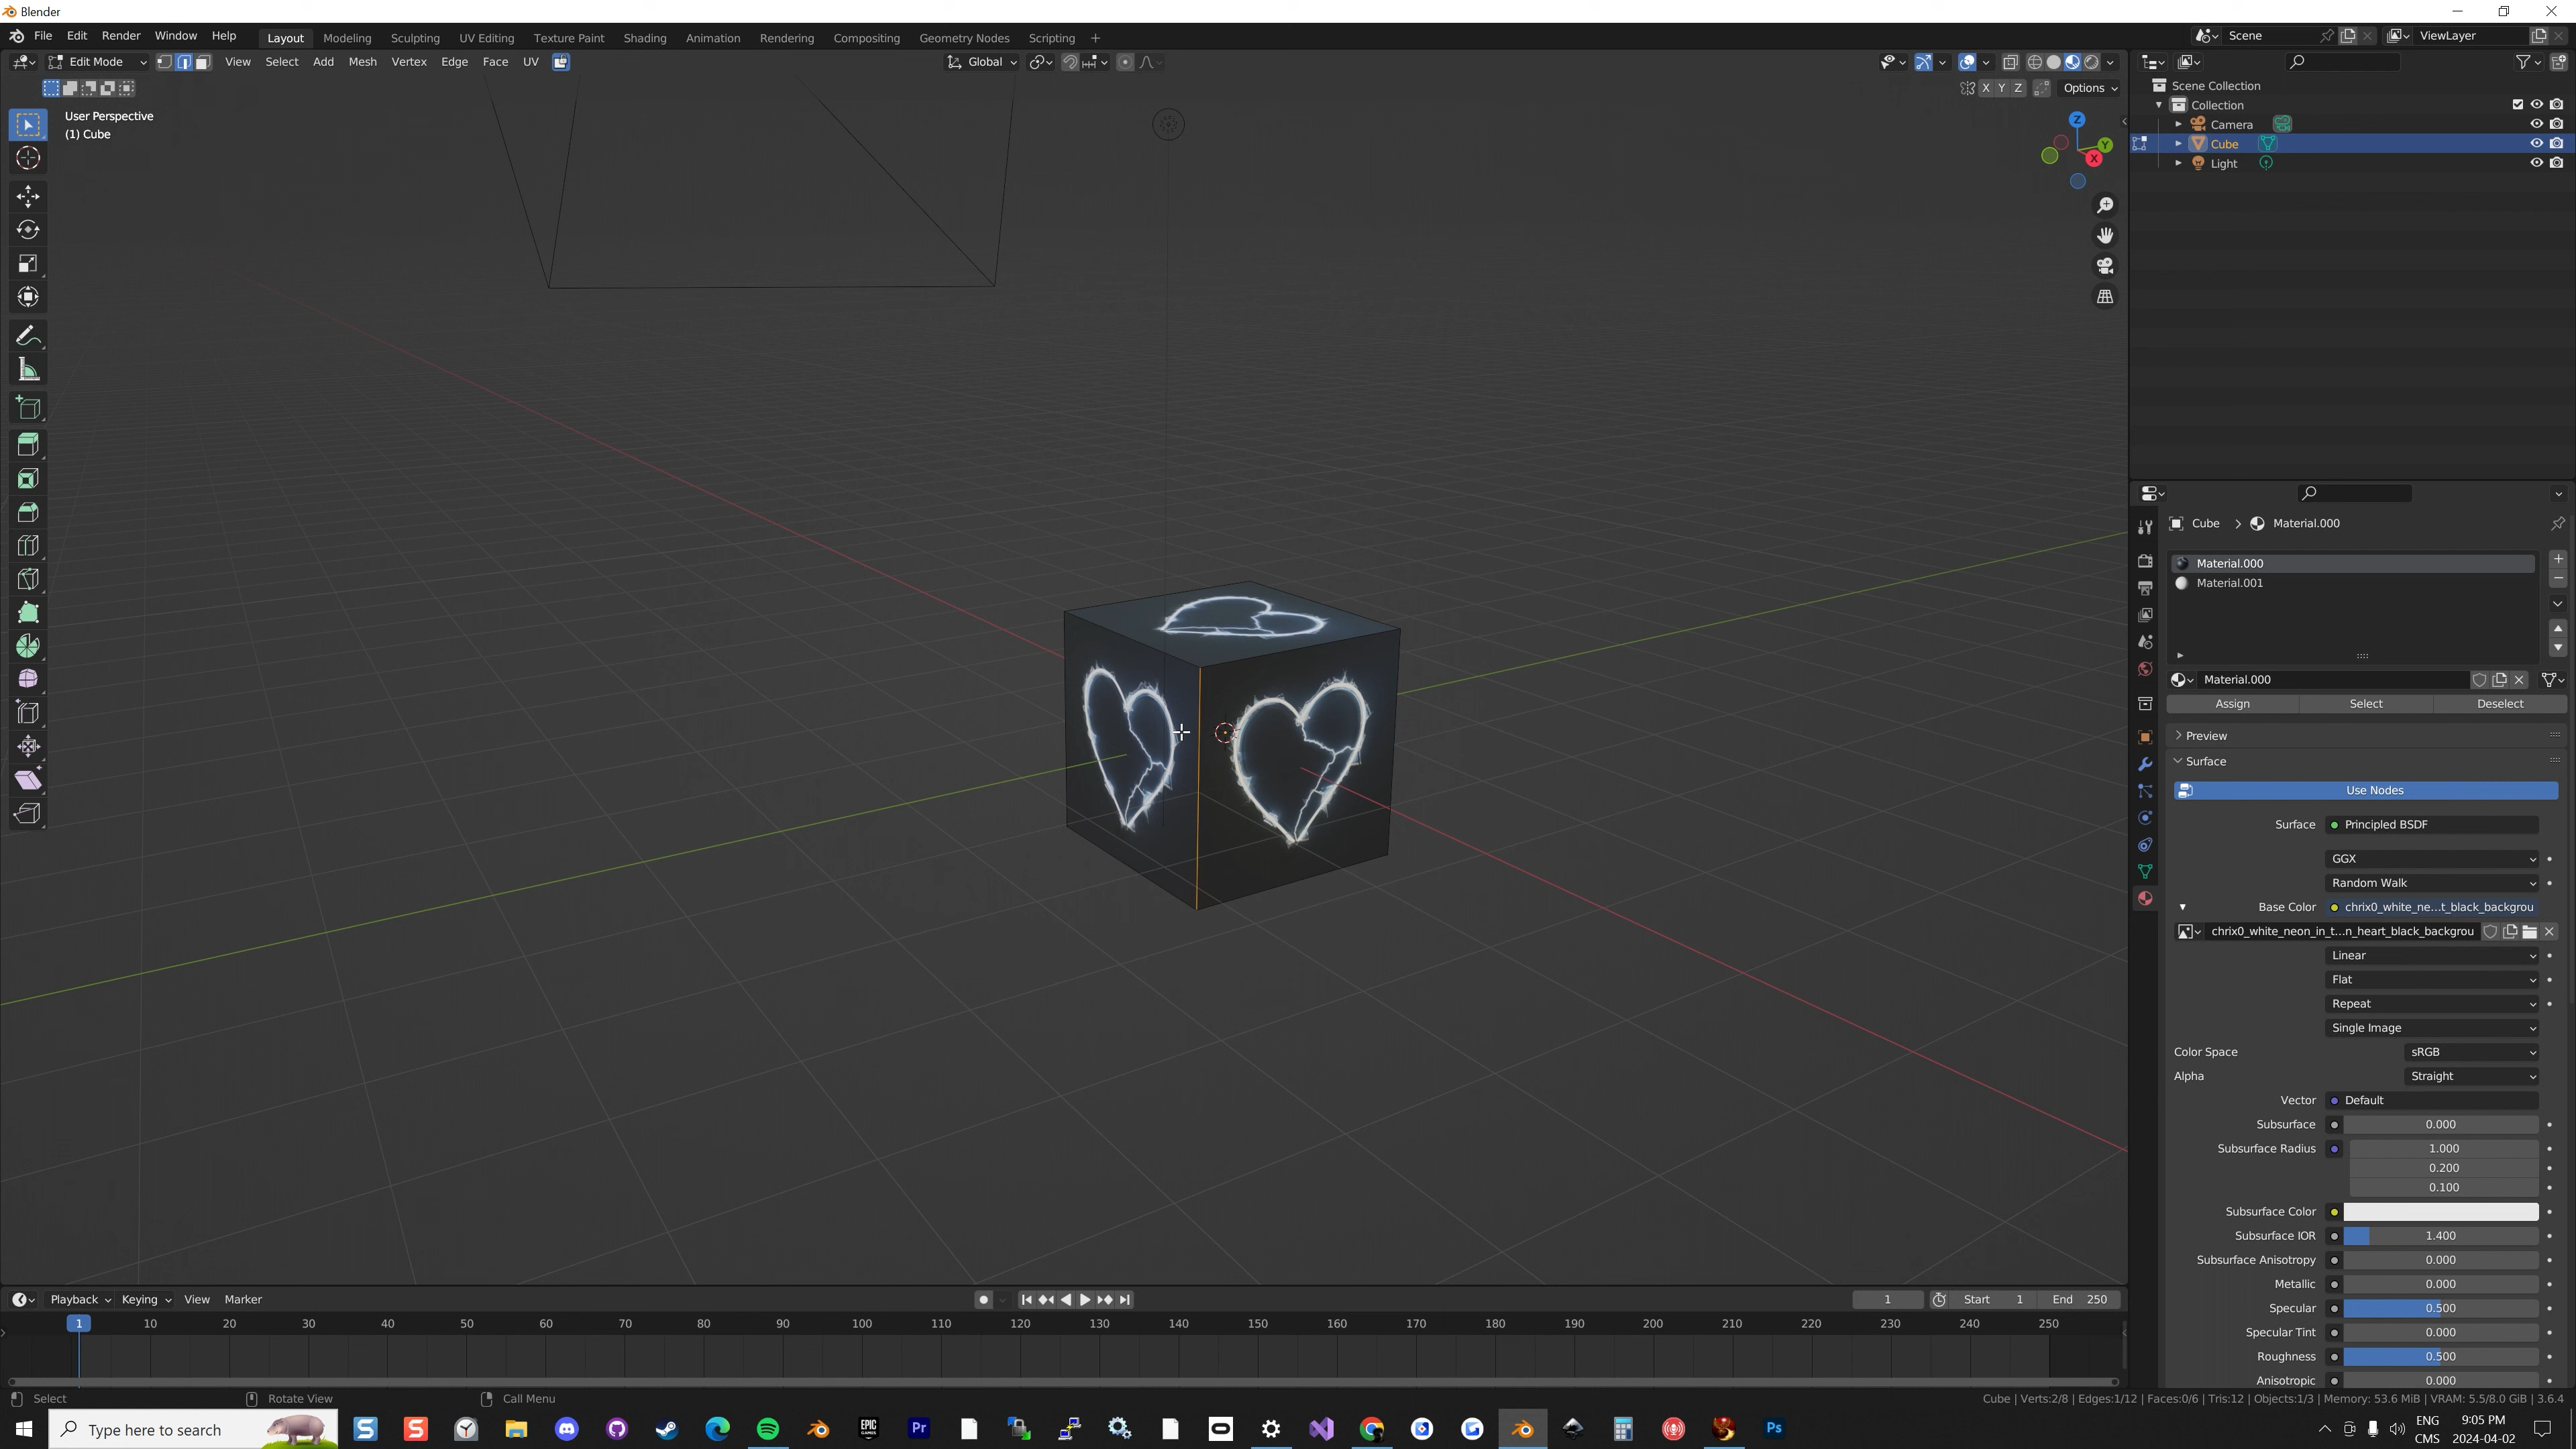 Blender
File Edit Render Window Help Layout Modeling Sculpting UV Editing Texture Paint Shading Animation Rendering Compositing Geometry Nodes Scripting + Scene ViewLayer
Edit Mode View Select Add Mesh Vertex Edge Face UV Global
X Y Z Options
User Perspective
(1) Cube
Z
Y
X
Scene Collection
Collection
Camera
Cube
Light
Cube > Material.000
Material.000
Material.001
Material.000
Assign Select Deselect
Preview
Surface
Use Nodes
Surface Principled BSDF
GGX
Random Walk
Base Color chrix0_white_ne...t_black_backgrou
chrix0_white_neon_in_t...n_heart_black_backgrou
Linear
Flat
Repeat
Single Image
Color Space sRGB
Alpha Straight
Vector Default
Subsurface 0.000
Subsurface Radius 1.000
0.200
0.100
Subsurface Color
Subsurface IOR 1.400
Subsurface Anisotropy 0.000
Metallic 0.000
Specular 0.500
Specular Tint 0.000
Roughness 0.500
Anisotropic 0.000
Playback Keying View Marker 1 Start 1 End 250
1 10 20 30 40 50 60 70 80 90 100 110 120 130 140 150 160 170 180 190 200 210 220 230 240 250
Select Rotate View Call Menu Cube | Verts:2/8 | Edges:1/12 | Faces:0/6 | Tris:12 | Objects:1/3 | Memory: 53.6 MiB | VRAM: 5.5/8.0 GiB | 3.6.4
Type here to search S S EPIC GAMES Pr Ps ENG 9:05 PM
CMS 2024-04-02